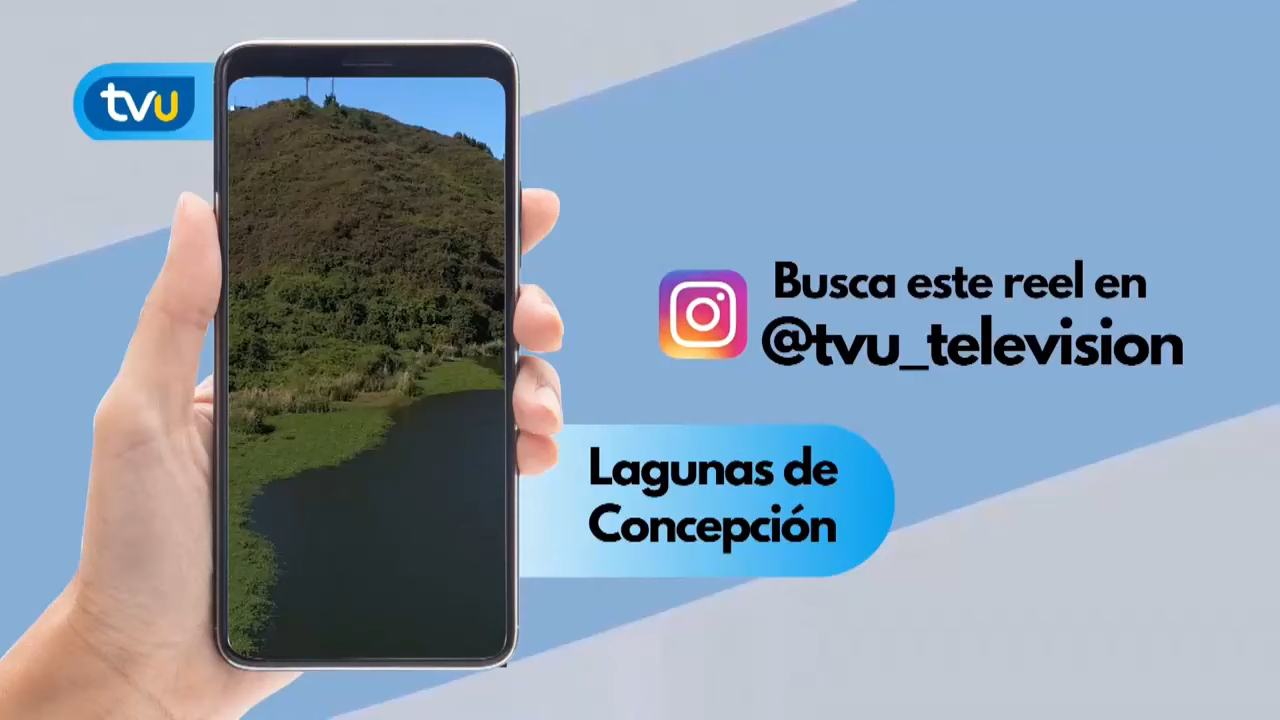 tvu
Busca este reel en
@tvu_television
Lagunas de
Concepción